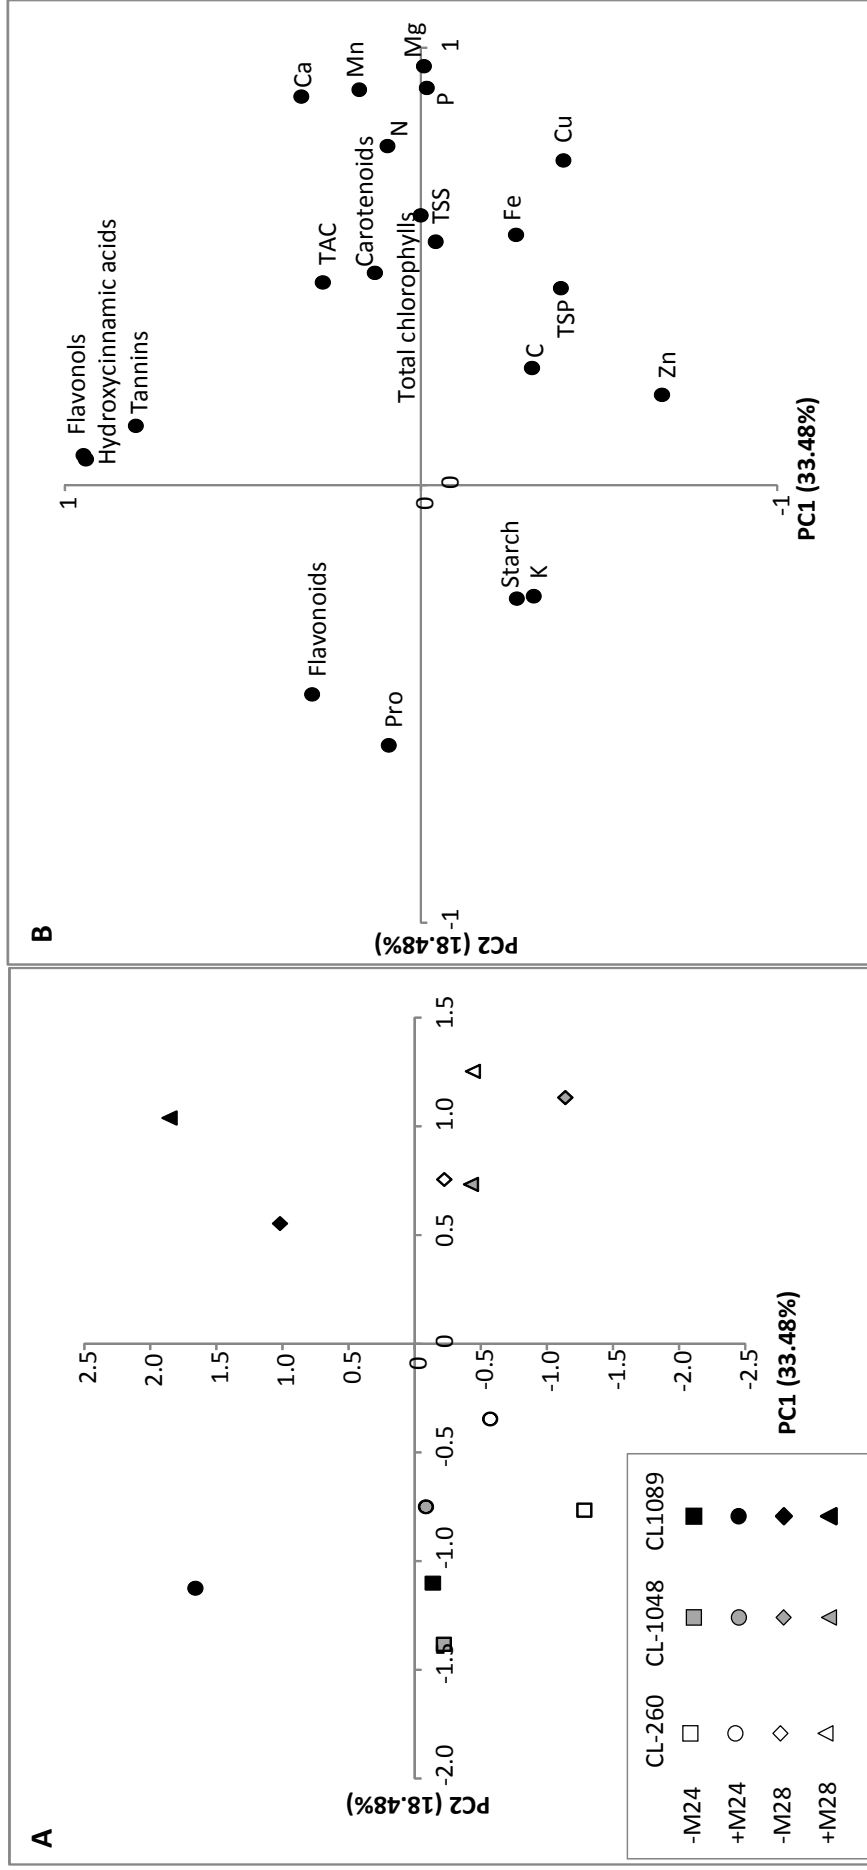 A
2.5
2.0
1.5
1.0
0.5
0
-0.5
-1.0
-1.5
-2.0
-2.5
-2.0
-1.5
-1.0
-0.5
0
0.5
1.0
1.5
PC2 (18.48%)
PC1 (33.48%)
CL-260 CL-1048 CL1089
-M24
+M24
-M28
+M28
B
1
0
-1
-1
0
1
PC2 (18.48%)
PC1 (33.48%)
Flavonols
Hydroxycinnamic acids
Tannins
Flavonoids
Pro
TAC
Carotenoids
Total chlorophylls
TSS
N
Ca
Mn
Mg
P
Starch
K
Fe
Cu
TSP
C
Zn